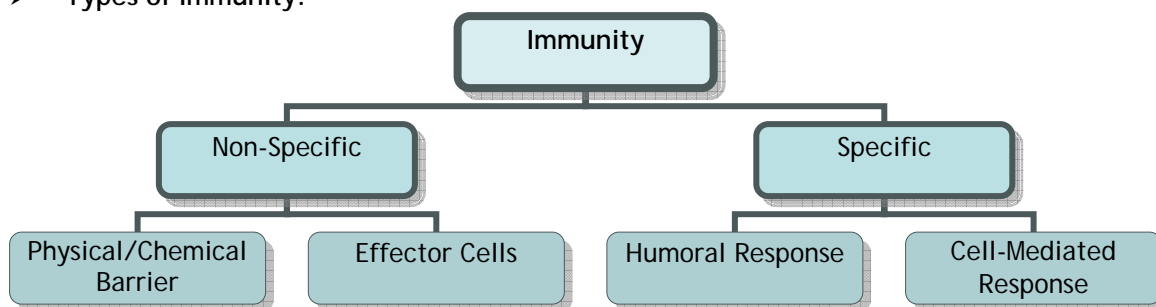 ➢ Types of Immunity:
Immunity
Non-Specific
Specific
Physical/Chemical
Barrier
Effector Cells
Humoral Response
Cell-Mediated
Response